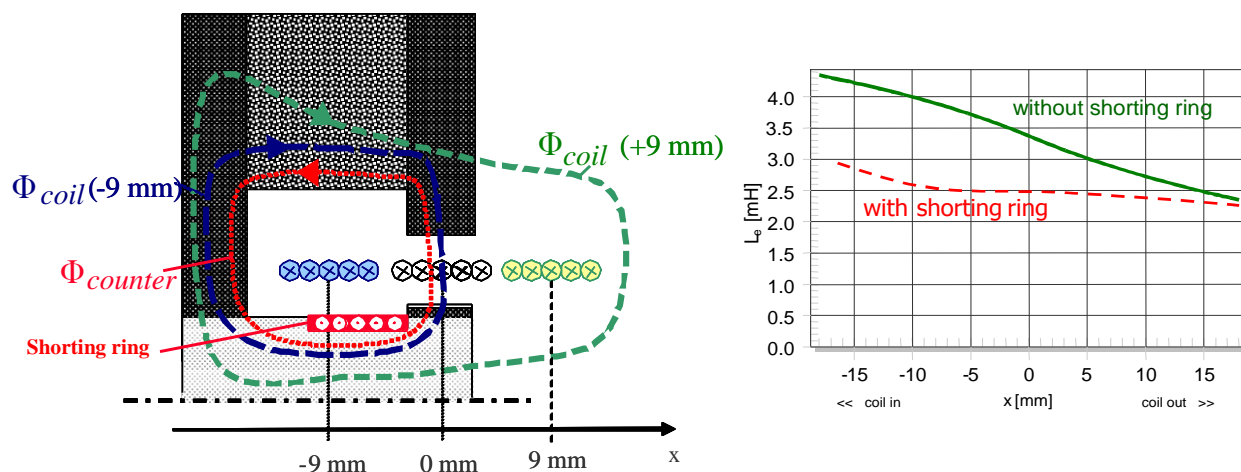 Φcoil (-9 mm)
Φcoil (+9 mm)
Φcounter
Shorting ring
-9 mm
0 mm
9 mm
x
without shorting ring
with shorting ring
Le [mH]
4.0
3.5
3.0
2.5
2.0
1.5
1.0
0.5
0.0
-15 -10 -5 0 5 10 15
<< coil in x [mm] coil out >>